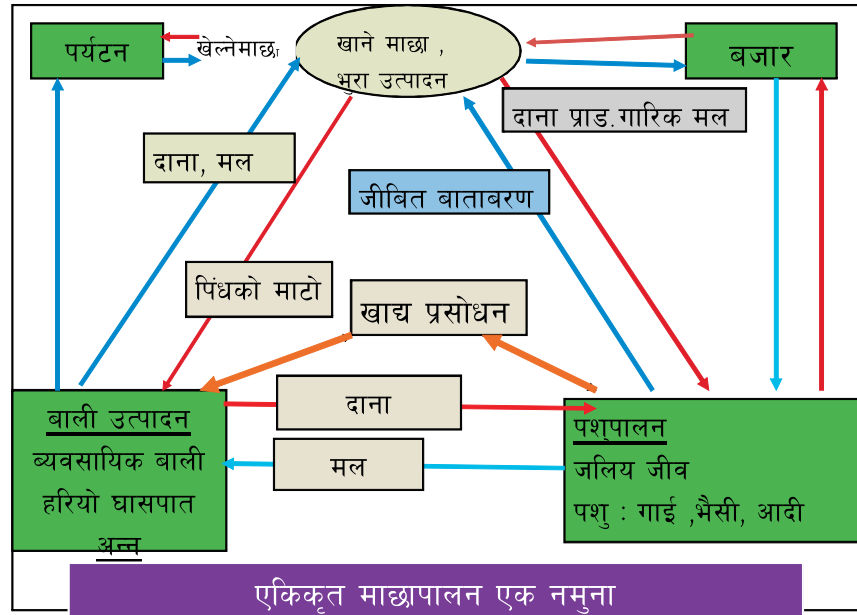 पर्यटन
खेल्नेमाछा
खाने माछा ,
भुरा उत्पादन
बजार
दाना प्राड.गारिक मल
दाना, मल
जीबित बाताबरण
पिंधको माटो
खाद्य प्रसोधन
दाना
मल
बाली उत्पादन
ब्यवसायिक बाली
हरियो घासपात
अन्न
पशुपालन
जलिय जीव
पशु : गाई ,भैसी, आदी
एकिकृत माछापालन एक नमुना